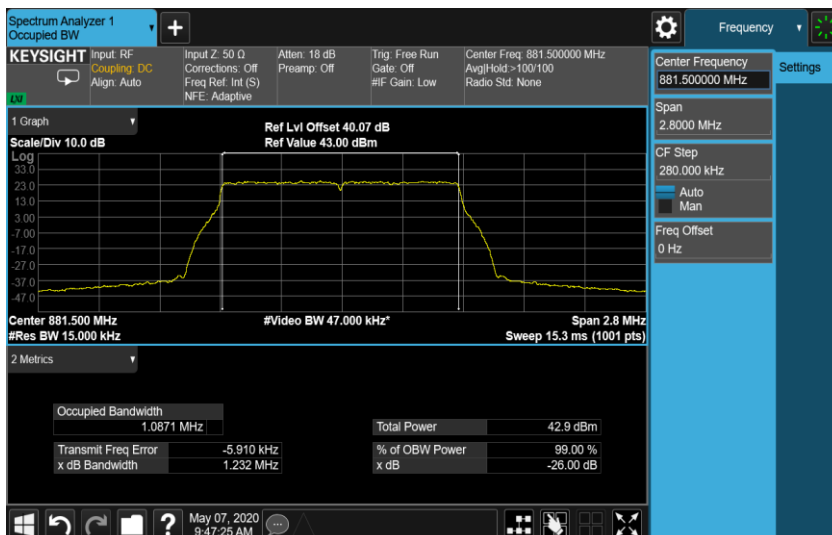 Spectrum Analyzer 1
Occupied BW
Frequency
KEYSIGHT
Input: RF
Coupling: DC
Align: Auto
Input Z: 50 Ω
Corrections: Off
Freq Ref: Int (S)
NFE: Adaptive
Atten: 18 dB
Preamp: Off
Trig: Free Run
Gate: Off
#IF Gain: Low
Center Freq: 881.500000 MHz
Avg|Hold:>100/100
Radio Std: None
LXI
Center Frequency
881.500000 MHz
Settings
Span
2.8000 MHz
CF Step
280.000 kHz
Auto
Man
Freq Offset
0 Hz
1 Graph
Scale/Div 10.0 dB
Ref Lvl Offset 40.07 dB
Ref Value 43.00 dBm
Log
33.0
23.0
13.0
3.00
-7.00
-17.0
-27.0
-37.0
-47.0
Center 881.500 MHz
#Video BW 47.000 kHz*
Span 2.8 MHz
#Res BW 15.000 kHz
Sweep 15.3 ms (1001 pts)
2 Metrics
Occupied Bandwidth
1.0871 MHz
Total Power 42.9 dBm
Transmit Freq Error -5.910 kHz
% of OBW Power 99.00 %
x dB Bandwidth 1.232 MHz
x dB -26.00 dB
?
May 07, 2020
9:47:25 AM